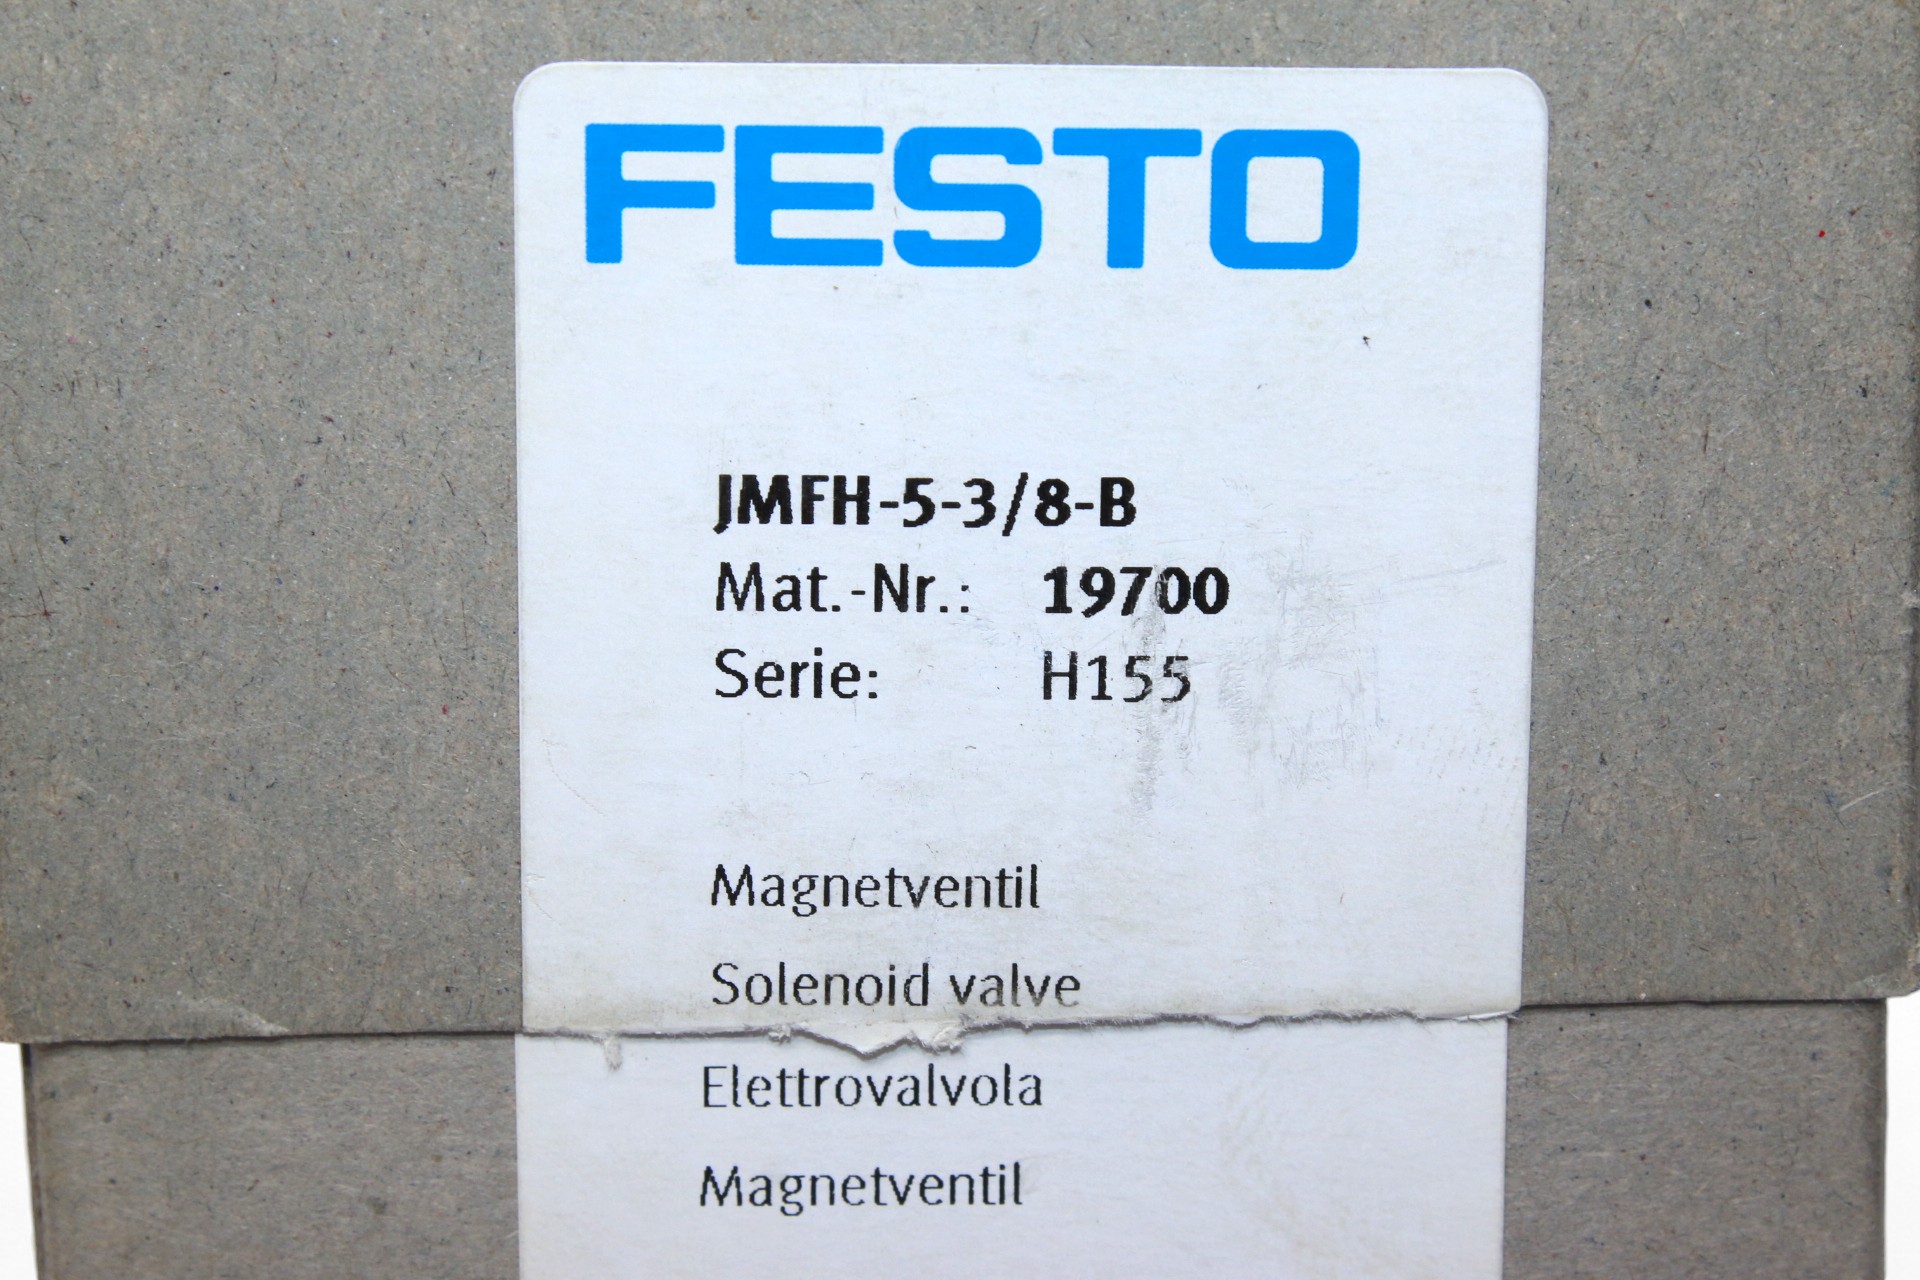 FESTO
JMFH-5-3/8-B
Mat.-Nr.: 19700
Serie: H155
Magnetventil
Solenoid valve
Elettrovalvola
Magnetventil